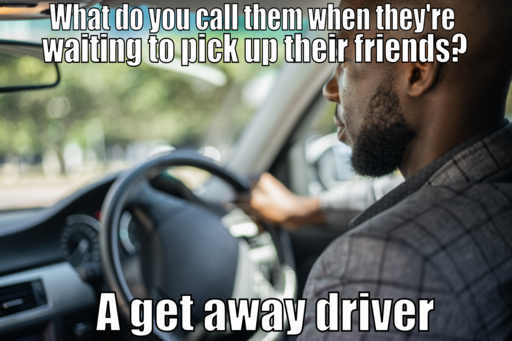 What do you call them when they're
waiting to pick up their friends?
A get away driver